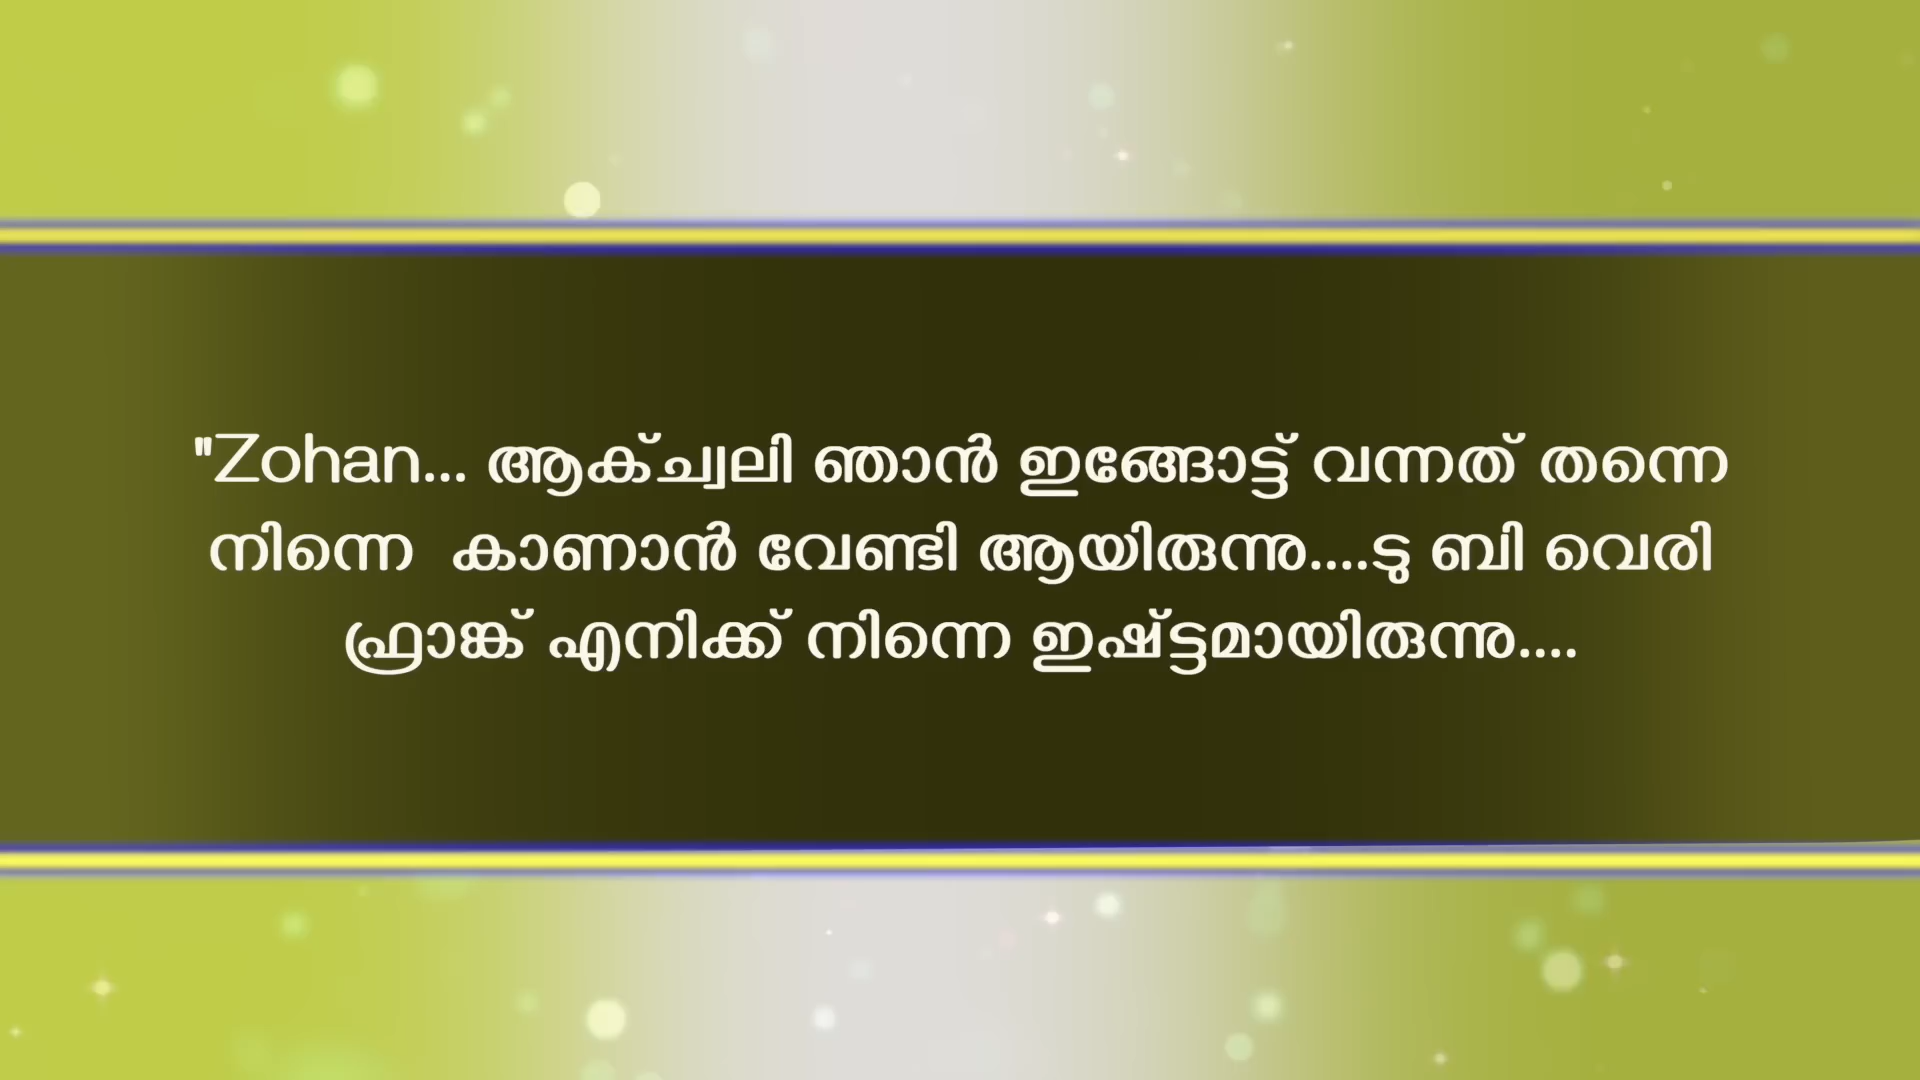 "Zohan... ആക്ച്വലി ഞാൻ ഇങ്ങോട്ട് വന്നത് തന്നെ
നിന്നെ  കാണാൻ വേണ്ടി ആയിരുന്നു....ടു ബി വെരി
ഫ്രാങ്ക് എനിക്ക് നിന്നെ ഇഷ്ട്ടമായിരുന്നു....